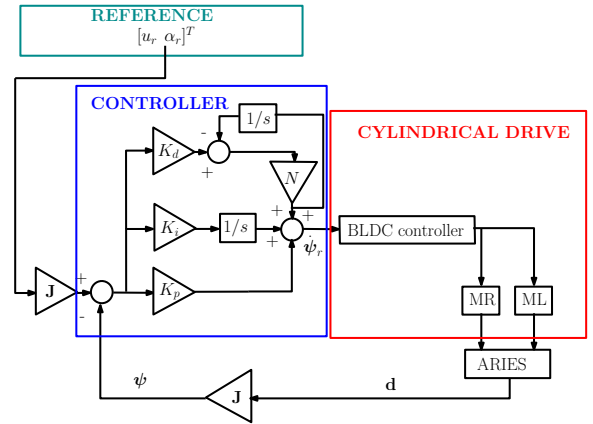 REFERENCE
[u_r α_r]^T
CONTROLLER
CYLINDRICAL DRIVE
1/s
-
K_d
+
N
+ +
K_i
1/s
+
ψ̇_r
BLDC controller
+
J
-
K_p
MR
ML
ARIES
ψ
J
d